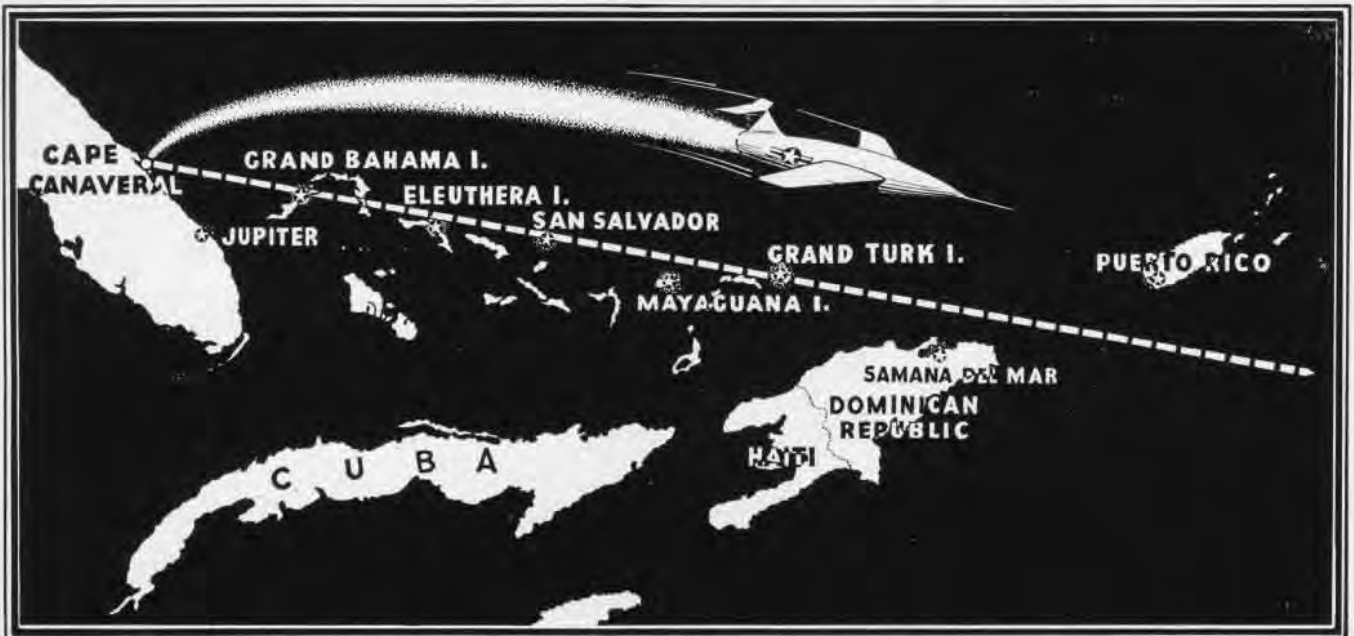 CAPE
CANAVERAL
GRAND BAHAMA I.
ELEUTHERA I.
SAN SALVADOR
JUPITER
GRAND TURK I.
PUERTO RICO
MAYAGUANA I.
SAMANA DEL MAR
DOMINICAN
REPUBLIC
HAITI
CUBA